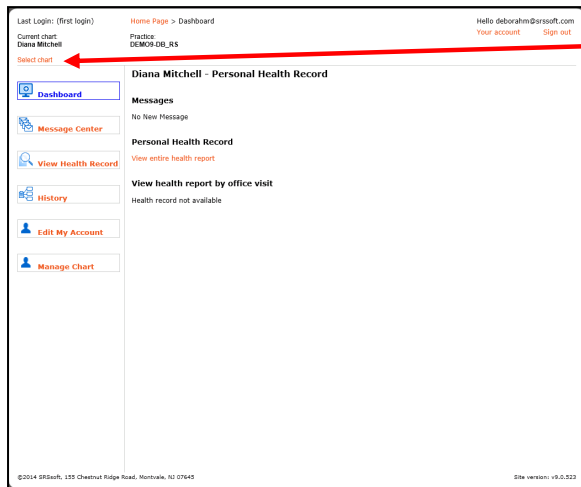 Last Login: (first login)
Home Page > Dashboard
Hello deborahm@srssoft.com
Your account Sign out
Current chart:
Diana Mitchell
Practice:
DEMO9-DB_RS
Select chart
Diana Mitchell - Personal Health Record
Dashboard
Messages
No New Message
Message Center
Personal Health Record
View entire health report
View Health Record
View health report by office visit
Health record not available
History
Edit My Account
Manage Chart
©2014 SRSsoft, 155 Chestnut Ridge Road, Montvale, NJ 07645
Site version: v9.0.523